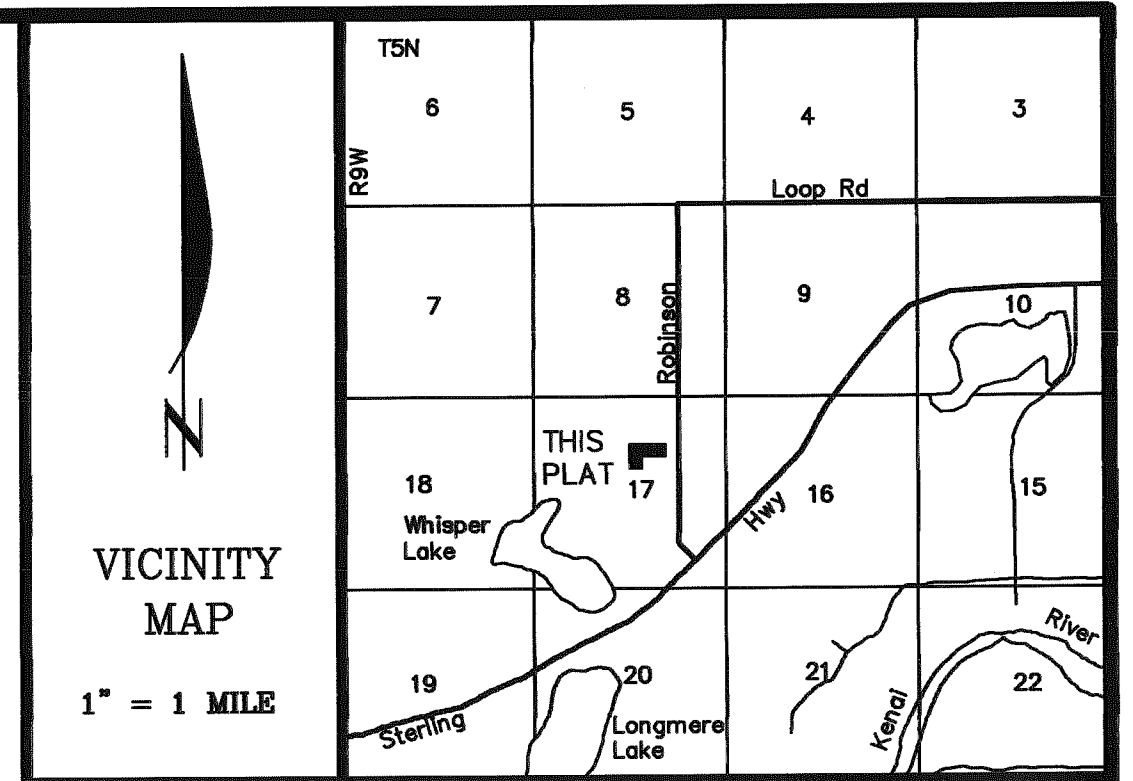 N
VICINITY
MAP
1" = 1 MILE
T5N
6
5
4
3
R9W
Loop Rd
7
8
9
10
Robinson
THIS
PLAT
18
17
16
15
Hwy
Whisper
Lake
River
19
20
21
22
Sterling
Longmere
Lake
Kenai